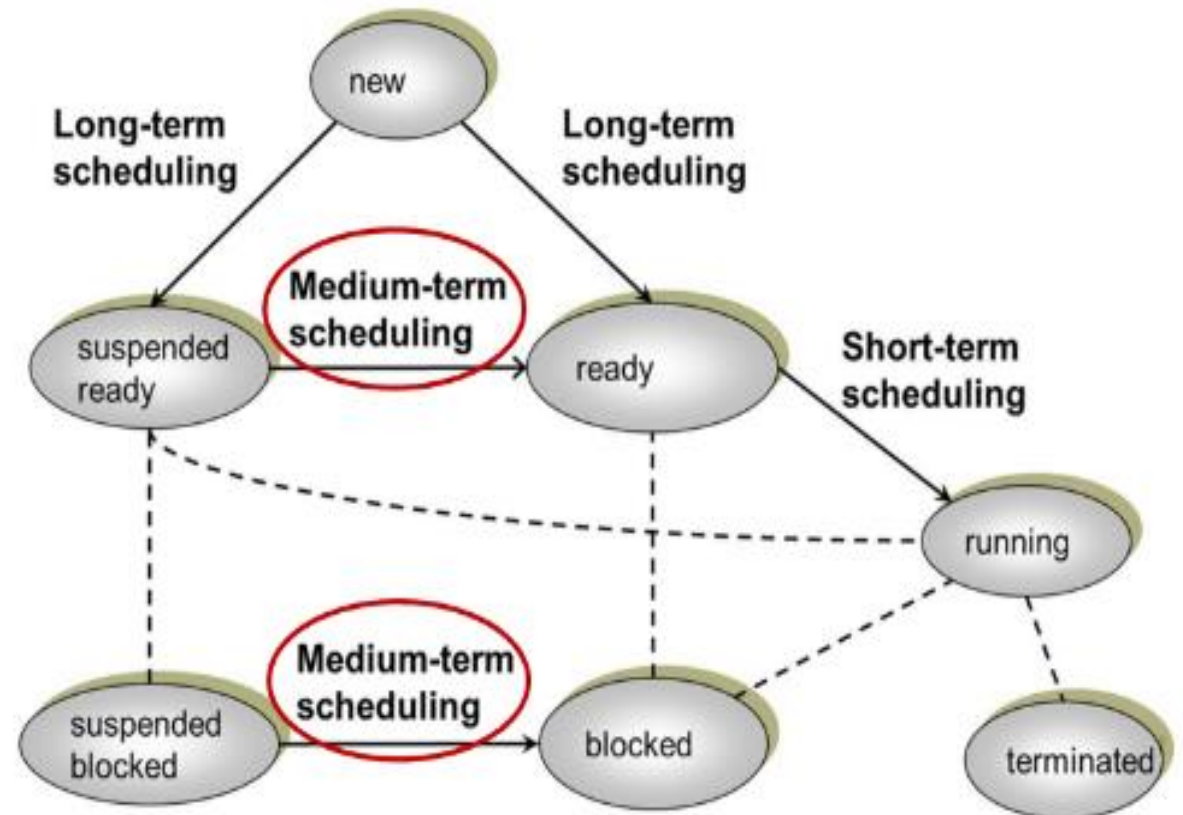 new
Long-term
scheduling
Long-term
scheduling
Medium-term
scheduling
suspended
ready
ready
Short-term
scheduling
running
Medium-term
scheduling
suspended
blocked
blocked
terminated